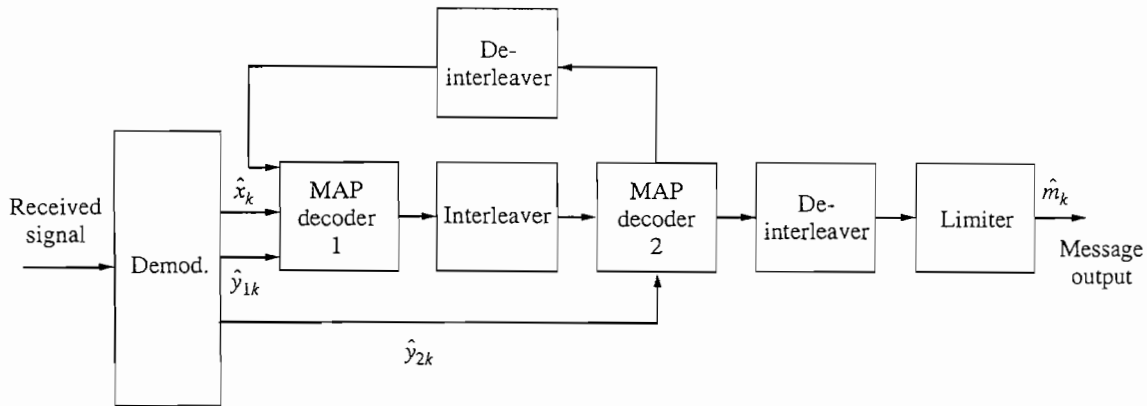 De-
interleaver
Received
signal
Demod.
x̂ₖ
ŷ₁ₖ
ŷ₂ₖ
MAP
decoder
1
Interleaver
MAP
decoder
2
De-
interleaver
Limiter
m̂ₖ
Message
output